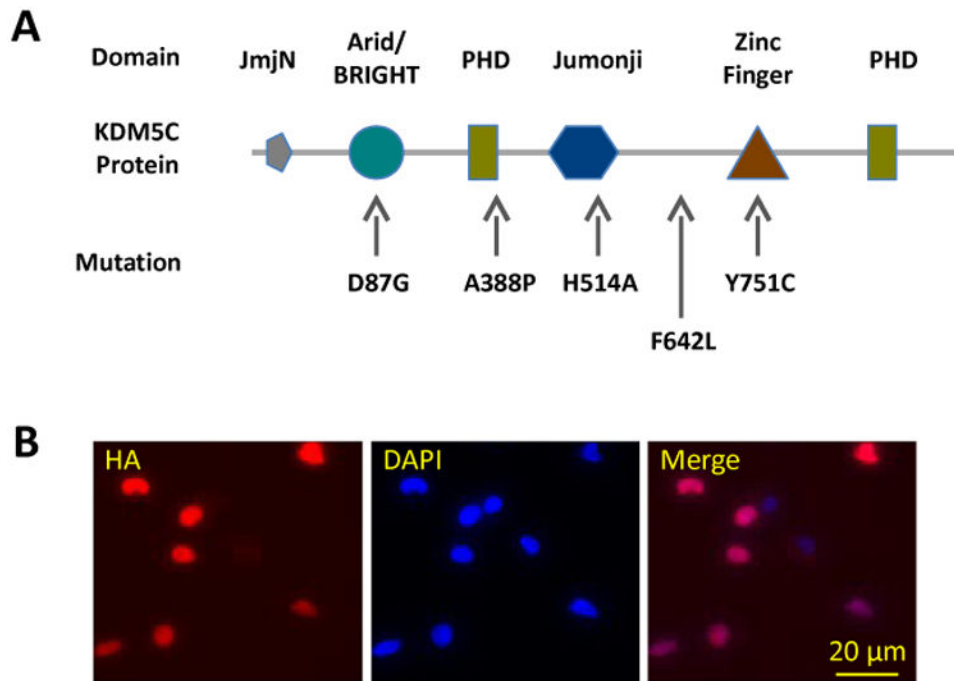 A
Domain
JmjN
Arid/
BRIGHT
PHD
Jumonji
Zinc
Finger
PHD
KDM5C
Protein
Mutation
D87G
A388P
H514A
Y751C
F642L
B
HA
DAPI
Merge
20 µm